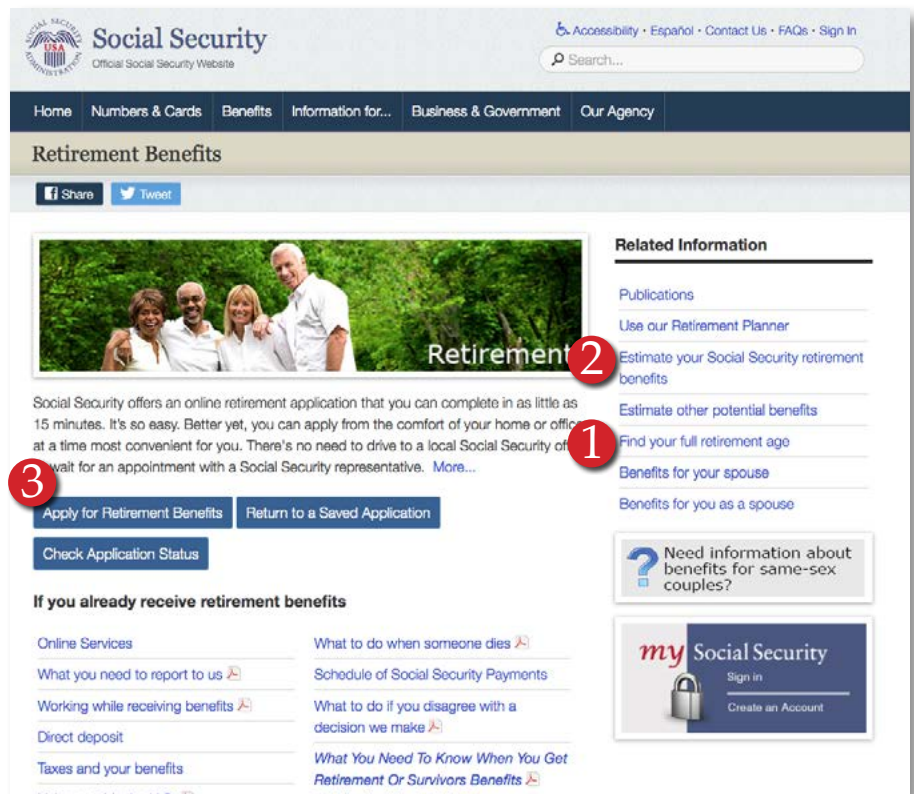 SOCIAL SECURITY
USA
ADMINISTRATION
Social Security
Official Social Security Website
Accessibility • Español • Contact Us • FAQs • Sign In
Search...
Home Numbers & Cards Benefits Information for... Business & Government Our Agency
Retirement Benefits
Share Tweet
Retirement
Social Security offers an online retirement application that you can complete in as little as
15 minutes. It's so easy. Better yet, you can apply from the comfort of your home or office
at a time most convenient for you. There's no need to drive to a local Social Security
wait for an appointment with a Social Security representative. More...
3
Apply for Retirement Benefits Return to a Saved Application
Check Application Status
If you already receive retirement benefits
Online Services
What you need to report to us
Working while receiving benefits
Direct deposit
Taxes and your benefits
What to do when someone dies
Schedule of Social Security Payments
What to do if you disagree with a
decision we make
What You Need To Know When You Get
Retirement Or Survivors Benefits
Related Information
Publications
Use our Retirement Planner
2
Estimate your Social Security retirement
benefits
Estimate other potential benefits
1
Find your full retirement age
Benefits for your spouse
Benefits for you as a spouse
? Need information about
benefits for same-sex
couples?
my Social Security
Sign in
Create an Account